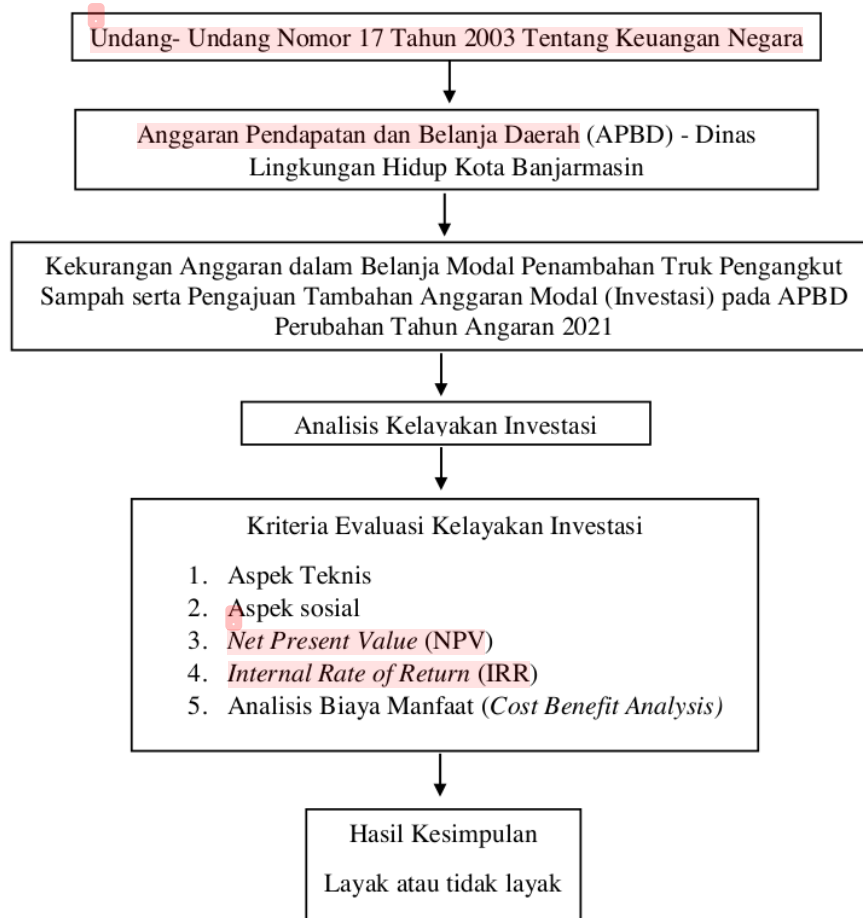 Undang- Undang Nomor 17 Tahun 2003 Tentang Keuangan Negara
Anggaran Pendapatan dan Belanja Daerah (APBD) - Dinas
Lingkungan Hidup Kota Banjarmasin
Kekurangan Anggaran dalam Belanja Modal Penambahan Truk Pengangkut
Sampah serta Pengajuan Tambahan Anggaran Modal (Investasi) pada APBD
Perubahan Tahun Angaran 2021
Analisis Kelayakan Investasi
Kriteria Evaluasi Kelayakan Investasi
1. Aspek Teknis
2. Aspek sosial
3. Net Present Value (NPV)
4. Internal Rate of Return (IRR)
5. Analisis Biaya Manfaat (Cost Benefit Analysis)
Hasil Kesimpulan
Layak atau tidak layak